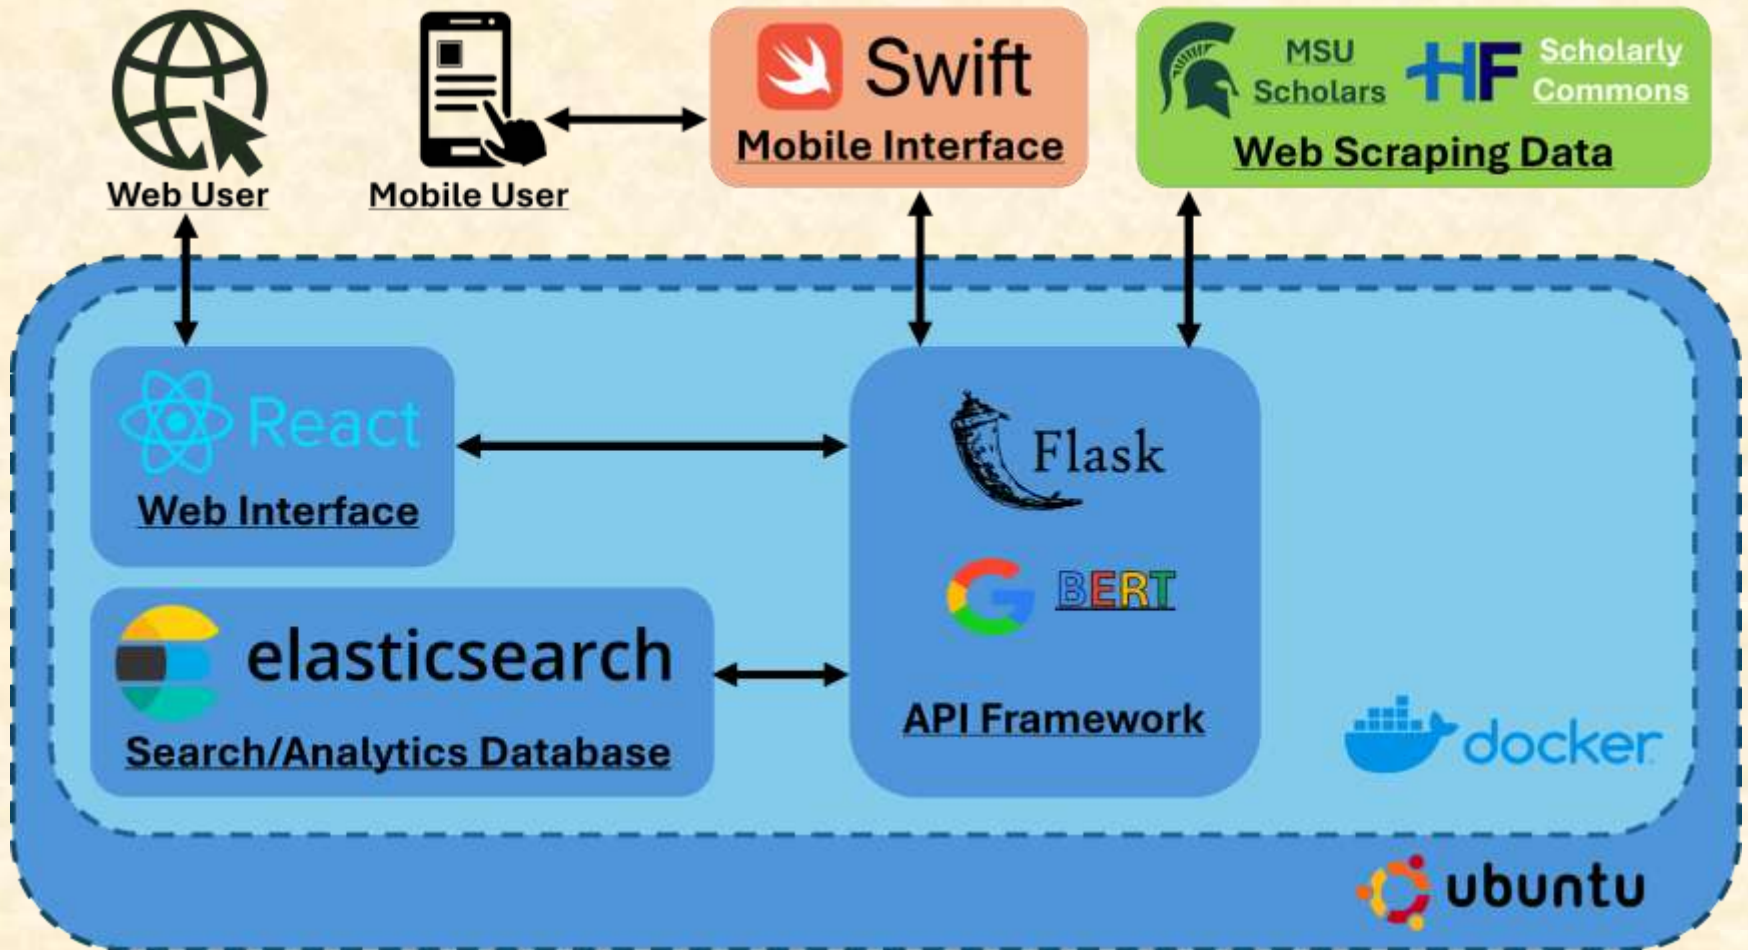 Swift
Mobile Interface
MSU
Scholars
HF
Scholarly
Commons
Web Scraping Data
Web User
Mobile User
React
Web Interface
Flask
G BERT
API Framework
elasticsearch
Search/Analytics Database
docker
ubuntu